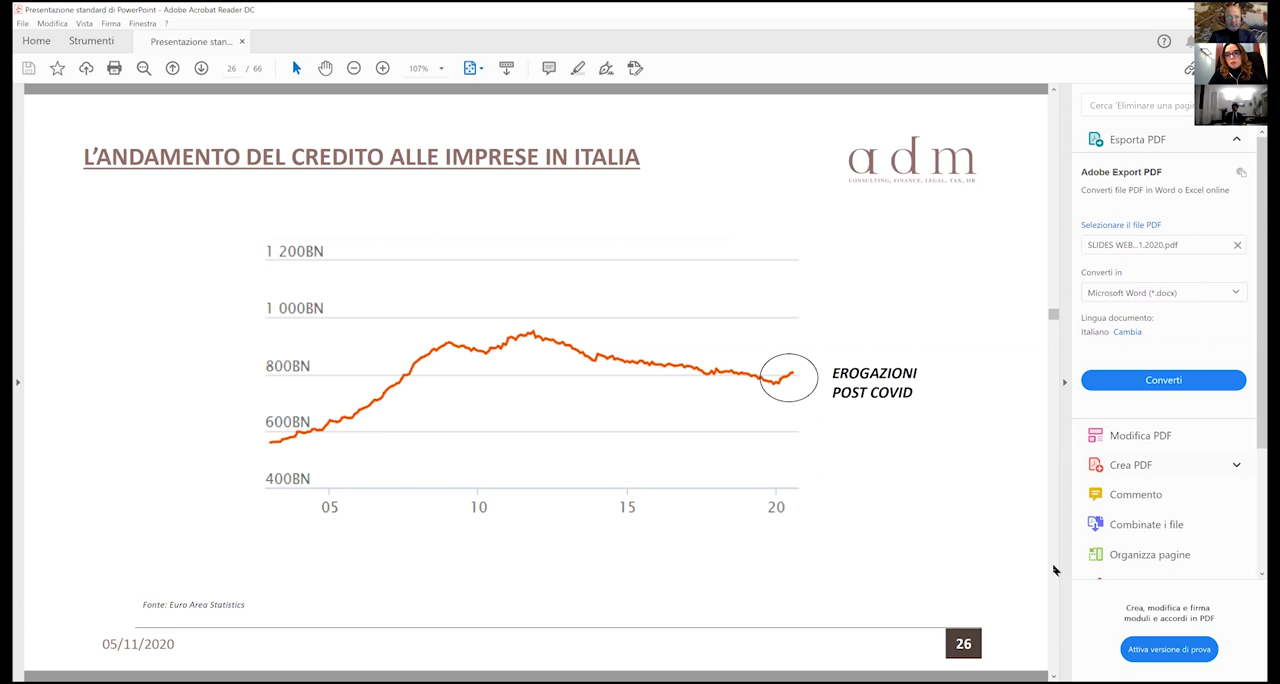 Presentazione standard di PowerPoint - Adobe Acrobat Reader DC
File Modifica Vista Firma Finestra ?
Home Strumenti Presentazione stan... ×
26 / 66 107%
L'ANDAMENTO DEL CREDITO ALLE IMPRESE IN ITALIA
adm
CONSULTING, FINANCE, LEGAL, TAX, HR
1 200BN
1 000BN
800BN
600BN
400BN
05 10 15 20
EROGAZIONI
POST COVID
Fonte: Euro Area Statistics
05/11/2020
26
Cerca 'Eliminare una pagi
Esporta PDF
Adobe Export PDF
Converti file PDF in Word o Excel online
Selezionare il file PDF
SLIDES WEB...1.2020.pdf
Converti in
Microsoft Word (*.docx)
Lingua documento:
Italiano Cambia
Converti
Modifica PDF
Crea PDF
Commento
Combinate i file
Organizza pagine
Crea, modifica e firma
moduli e accordi in PDF
Attiva versione di prova